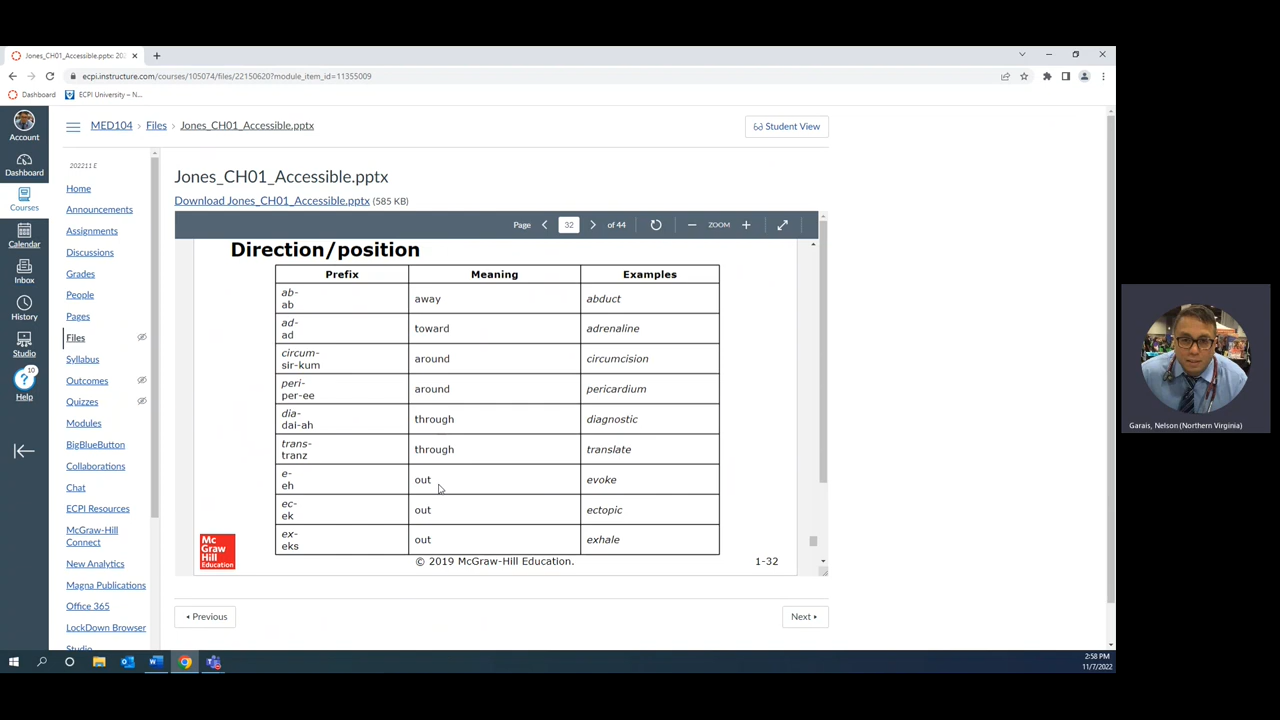 Jones_CH01_Accessible.pptx: 202
ecpi.instructure.com/courses/105074/files/22150620?module_item_id=11355009
Dashboard
ECPI University – N...
Account
Dashboard
Courses
Calendar
Inbox
History
Studio
10
Help
MED104 › Files › Jones_CH01_Accessible.pptx
Student View
202211 E
Home
Announcements
Assignments
Discussions
Grades
People
Pages
Files
Syllabus
Outcomes
Quizzes
Modules
BigBlueButton
Collaborations
Chat
ECPI Resources
McGraw-Hill
Connect
New Analytics
Magna Publications
Office 365
LockDown Browser
Studio
Jones_CH01_Accessible.pptx
Download Jones_CH01_Accessible.pptx (585 KB)
Page 32 of 44 ZOOM
Direction/position
Prefix Meaning Examples
ab-
ab away abduct
ad-
ad toward adrenaline
circum-
sir-kum around circumcision
peri-
per-ee around pericardium
dia-
dai-ah through diagnostic
trans-
tranz through translate
e-
eh out evoke
ec-
ek out ectopic
ex-
eks out exhale
Mc
Graw
Hill
Education
© 2019 McGraw-Hill Education.
1-32
Previous
Next
Garais, Nelson (Northern Virginia)
2:58 PM
11/7/2022